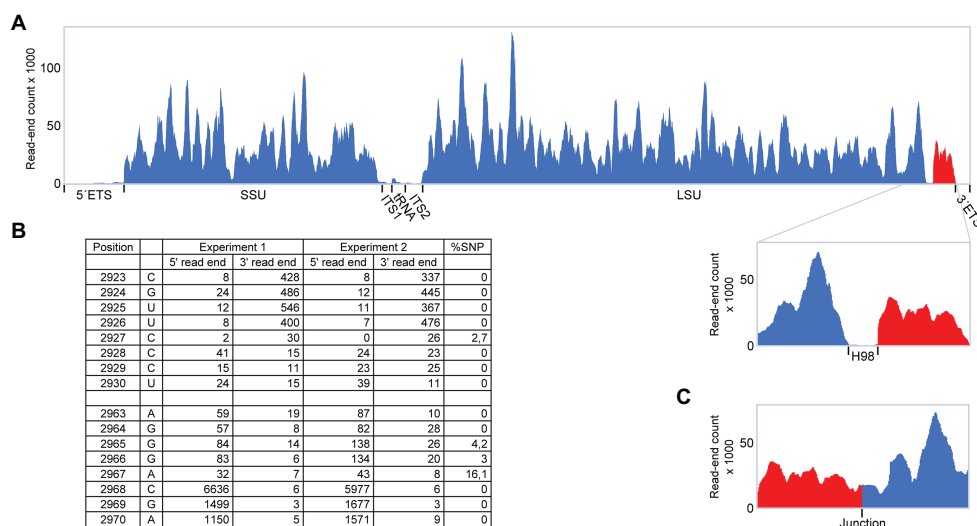 A
Read-end count x 1000
100
50
0
5´ETS
SSU
ITS1
tRNA
ITS2
LSU
3´ETS
B
Position Experiment 1 Experiment 2 %SNP
5' read end 3' read end 5' read end 3' read end
2923 C 8 428 8 337 0
2924 G 24 486 12 445 0
2925 U 12 546 11 367 0
2926 U 8 400 7 476 0
2927 C 2 30 0 26 2,7
2928 C 41 15 24 23 0
2929 C 15 11 23 25 0
2930 U 24 15 39 11 0
2963 A 59 19 87 10 0
2964 G 57 8 82 28 0
2965 G 84 14 138 26 4,2
2966 G 83 6 134 20 3
2967 A 32 7 43 8 16,1
2968 C 6636 6 5977 6 0
2969 G 1499 3 1677 3 0
2970 A 1150 5 1571 9 0
Read-end count
x 1000
50
0
H98
C
Read-end count
x 1000
50
0
Junction